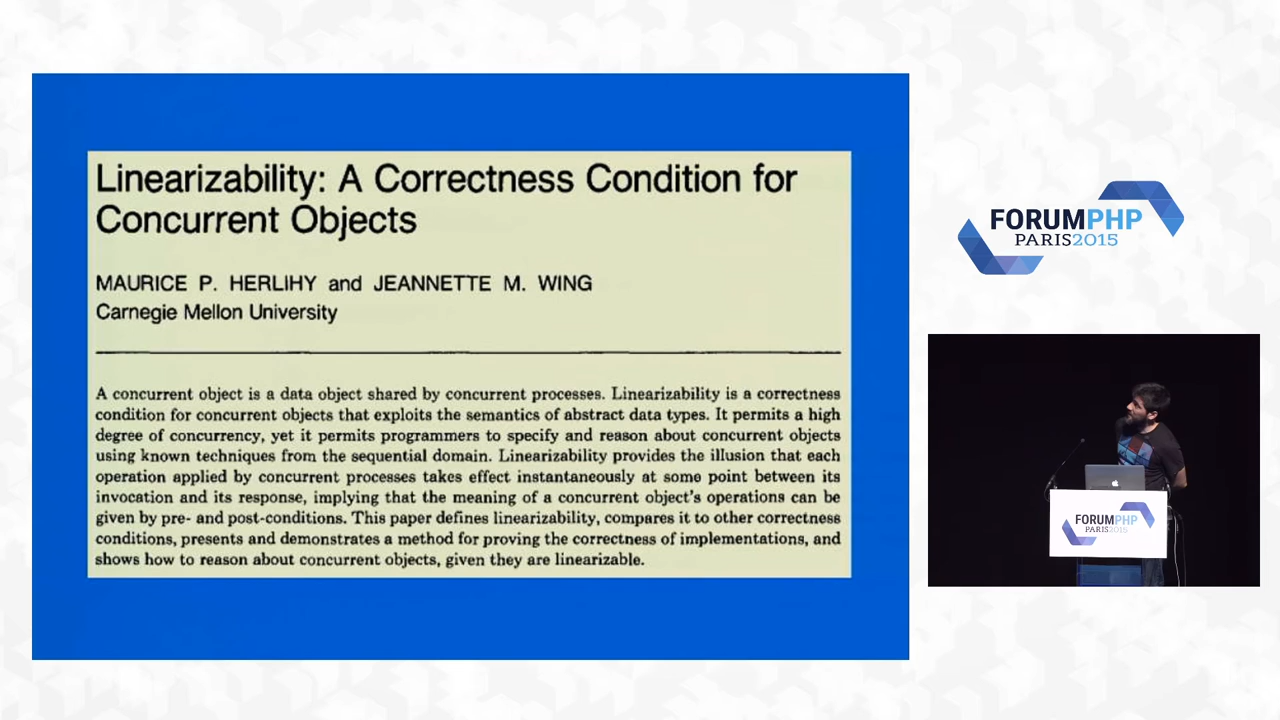 Linearizability: A Correctness Condition for
Concurrent Objects
MAURICE P. HERLIHY and JEANNETTE M. WING
Carnegie Mellon University
A concurrent object is a data object shared by concurrent processes. Linearizability is a correctness
condition for concurrent objects that exploits the semantics of abstract data types. It permits a high
degree of concurrency, yet it permits programmers to specify and reason about concurrent objects
using known techniques from the sequential domain. Linearizability provides the illusion that each
operation applied by concurrent processes takes effect instantaneously at some point between its
invocation and its response, implying that the meaning of a concurrent object's operations can be
given by pre- and post-conditions. This paper defines linearizability, compares it to other correctness
conditions, presents and demonstrates a method for proving the correctness of implementations, and
shows how to reason about concurrent objects, given they are linearizable.
FORUMPHP
PARIS2015
FORUMPHP
PARIS2015